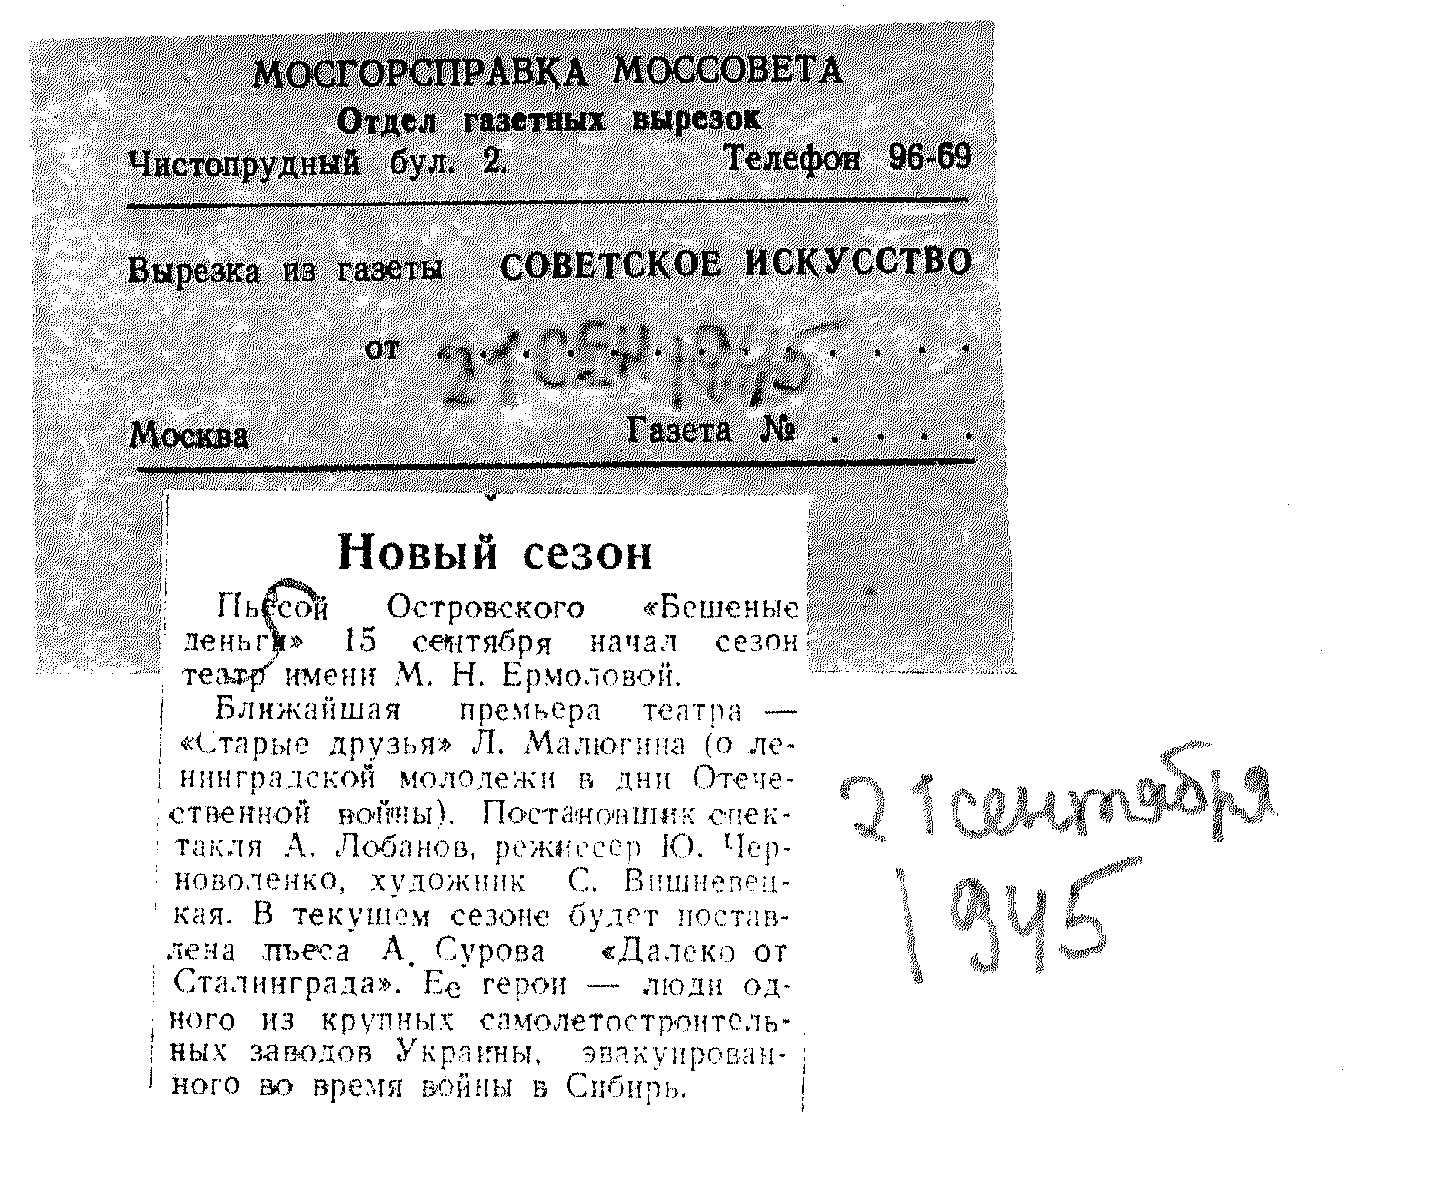 МОСГОРСПРАВКА МОССОВЕТА
Отдел газетных вырезок
Чистопрудный бул. 2. Телефон 96-69
Вырезка из газеты СОВЕТСКОЕ ИСКУССТВО
от 21 СЕН 1945
Москва Газета № . . . .
Новый сезон
Пьесой Островского «Бешеные
деньги» 15 сентября начал сезон
театр имени М. Н. Ермоловой.
Ближайшая премьера театра —
«Старые друзья» Л. Малюгина (о ле-
нинградской молодежи в дни Отече-
ственной войны). Постановщик спек-
такля А. Лобанов, режиссер Ю. Чер-
новоленко, художник С. Вишневец-
кая. В текущем сезоне будет постав-
лена пьеса А. Сурова «Далеко от
Сталинграда». Ее герои — люди од-
ного из крупных самолетостроитель-
ных заводов Украины, эвакуирован-
ного во время войны в Сибирь.
21 сентября
1945